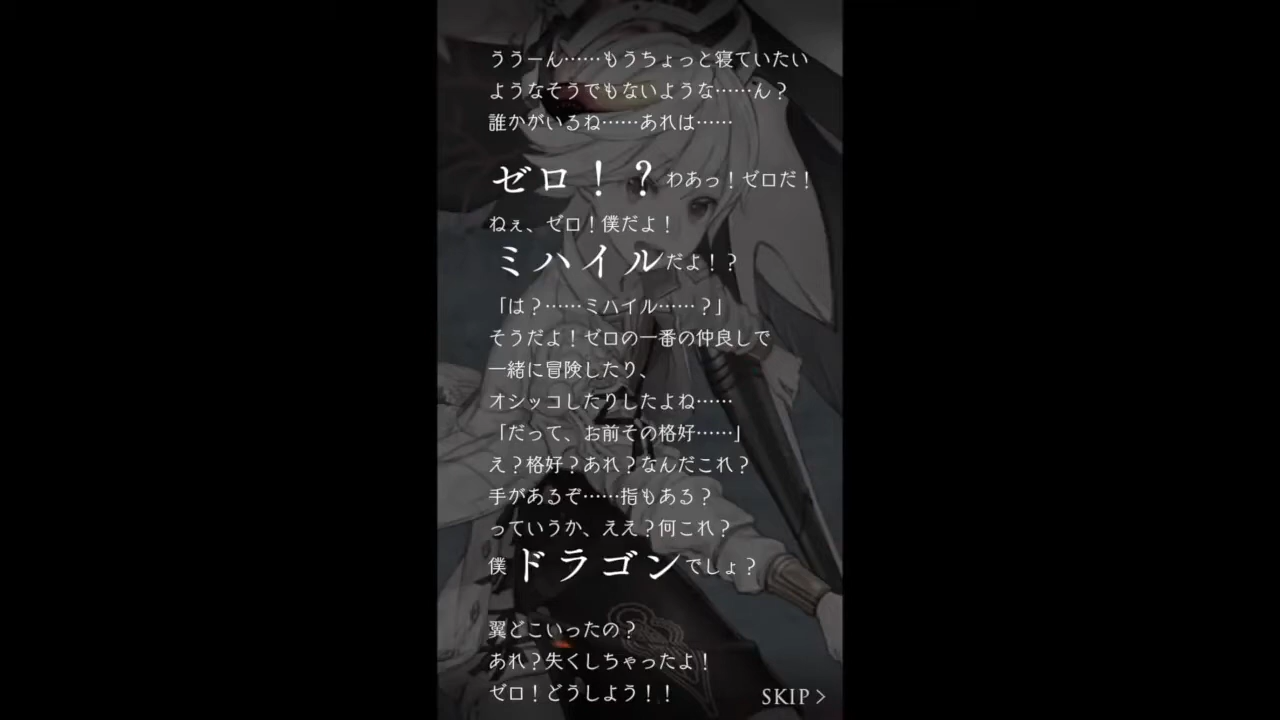 ううーん……もうちょっと寝ていたい
ようなそうでもないような……ん？
誰かがいるね……あれは……
ゼロ！？わあっ！ゼロだ！
ねぇ、ゼロ！僕だよ！
ミハイルだよ！？
「は？……ミハイル……？」
そうだよ！ゼロの一番の仲良しで
一緒に冒険したり、
オシッコしたりしたよね……
「だって、お前その格好……」
え？格好？あれ？なんだこれ？
手があるぞ……指もある？
っていうか、ええ？何これ？
僕ドラゴンでしょ？
翼どこいったの？
あれ？失くしちゃったよ！
ゼロ！どうしよう！！
SKIP >